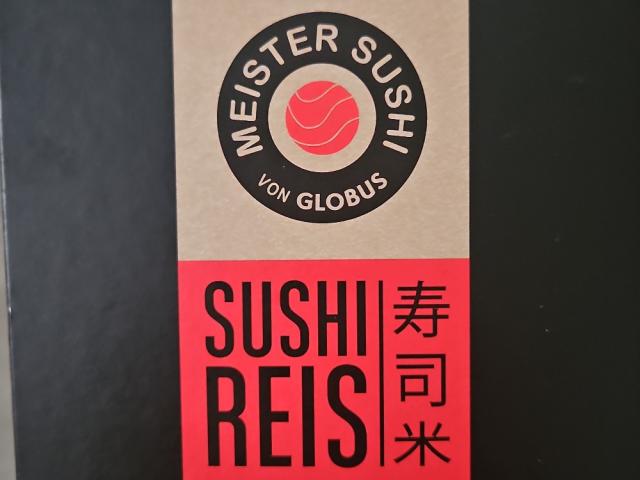 MEISTER SUSHI
VON GLOBUS
SUSHI
REIS
寿司米